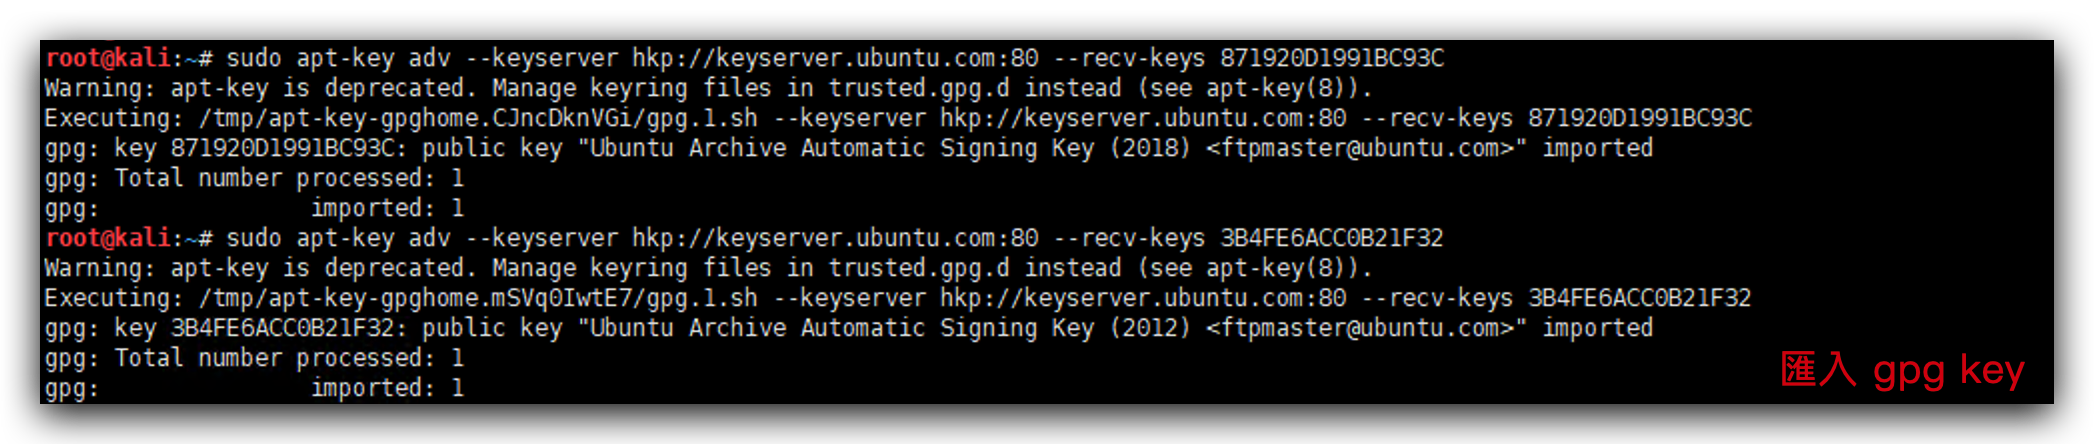 root@kali:~# sudo apt-key adv --keyserver hkp://keyserver.ubuntu.com:80 --recv-keys 871920D1991BC93C
Warning: apt-key is deprecated. Manage keyring files in trusted.gpg.d instead (see apt-key(8)).
Executing: /tmp/apt-key-gpghome.CJncDknVGi/gpg.1.sh --keyserver hkp://keyserver.ubuntu.com:80 --recv-keys 871920D1991BC93C
gpg: key 871920D1991BC93C: public key "Ubuntu Archive Automatic Signing Key (2018) <ftpmaster@ubuntu.com>" imported
gpg: Total number processed: 1
gpg:               imported: 1
root@kali:~# sudo apt-key adv --keyserver hkp://keyserver.ubuntu.com:80 --recv-keys 3B4FE6ACC0B21F32
Warning: apt-key is deprecated. Manage keyring files in trusted.gpg.d instead (see apt-key(8)).
Executing: /tmp/apt-key-gpghome.mSVq0IwtE7/gpg.1.sh --keyserver hkp://keyserver.ubuntu.com:80 --recv-keys 3B4FE6ACC0B21F32
gpg: key 3B4FE6ACC0B21F32: public key "Ubuntu Archive Automatic Signing Key (2012) <ftpmaster@ubuntu.com>" imported
gpg: Total number processed: 1
gpg:               imported: 1
匯入 gpg key